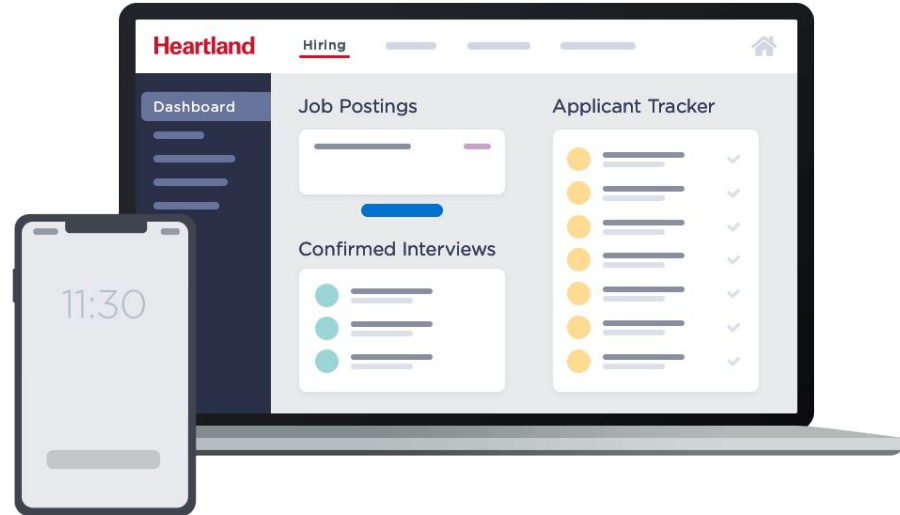 Heartland
Hiring
Dashboard
Job Postings
Applicant Tracker
Confirmed Interviews
11:30